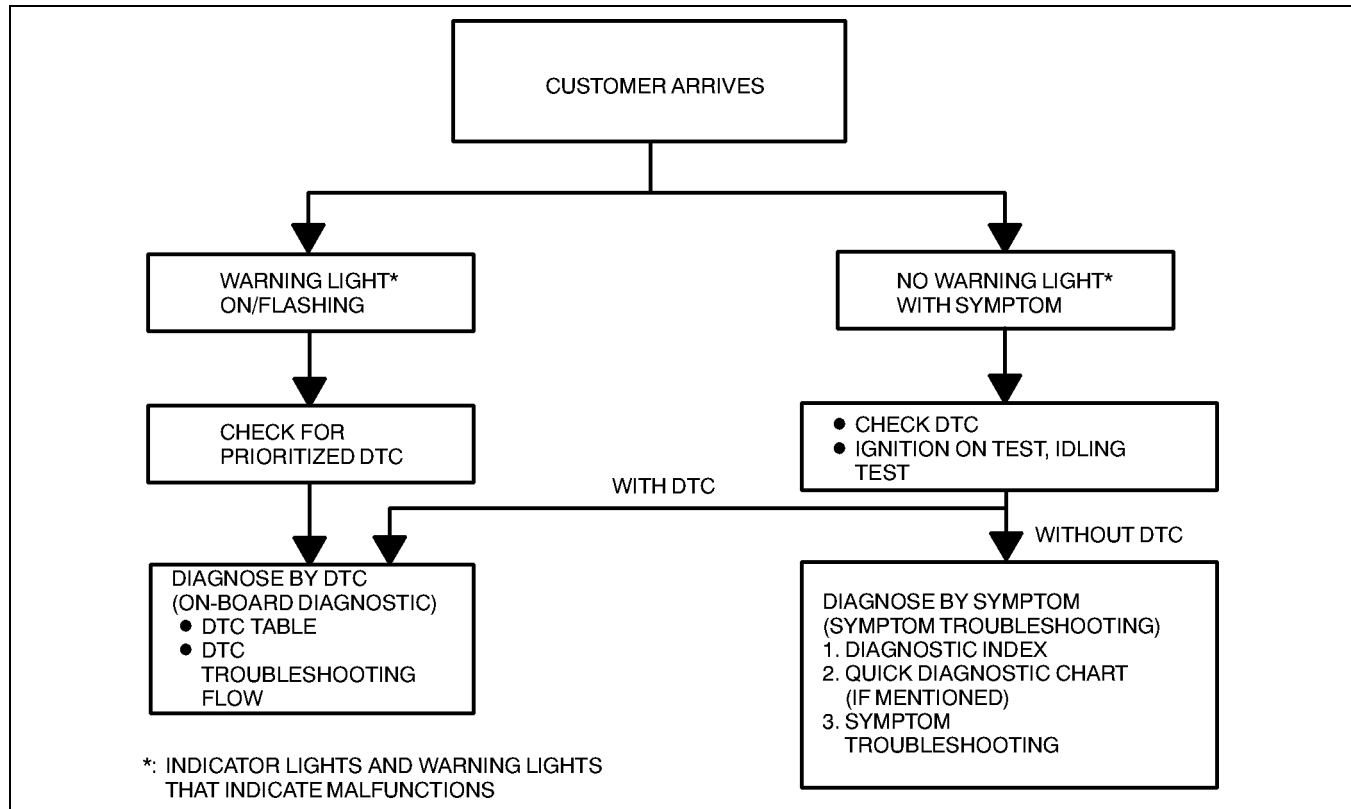 CUSTOMER ARRIVES
WARNING LIGHT*
ON/FLASHING
NO WARNING LIGHT*
WITH SYMPTOM
CHECK FOR
PRIORITIZED DTC
● CHECK DTC
● IGNITION ON TEST, IDLING
TEST
WITH DTC
WITHOUT DTC
DIAGNOSE BY DTC
(ON-BOARD DIAGNOSTIC)
● DTC TABLE
● DTC
TROUBLESHOOTING
FLOW
DIAGNOSE BY SYMPTOM
(SYMPTOM TROUBLESHOOTING)
1. DIAGNOSTIC INDEX
2. QUICK DIAGNOSTIC CHART
(IF MENTIONED)
3. SYMPTOM
TROUBLESHOOTING
*: INDICATOR LIGHTS AND WARNING LIGHTS
THAT INDICATE MALFUNCTIONS